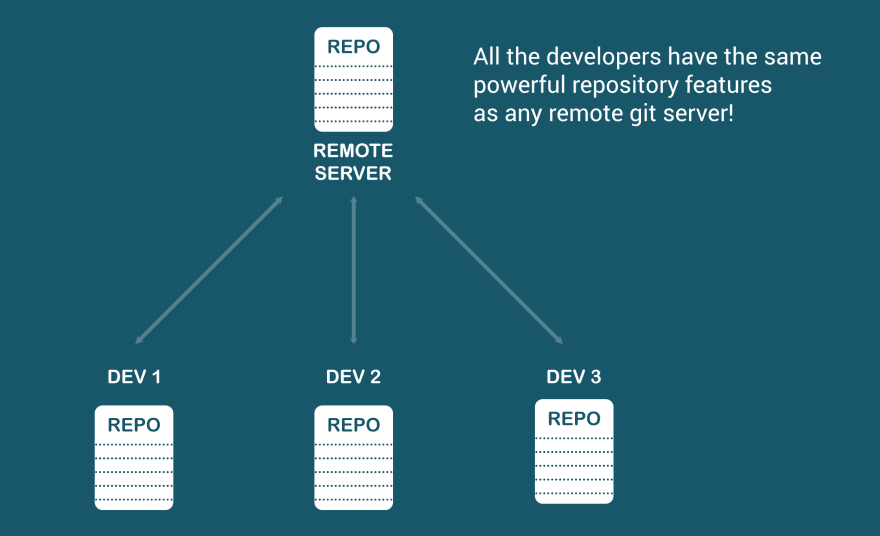 REPO
REMOTE
SERVER
All the developers have the same
powerful repository features
as any remote git server!
DEV 1
DEV 2
DEV 3
REPO
REPO
REPO